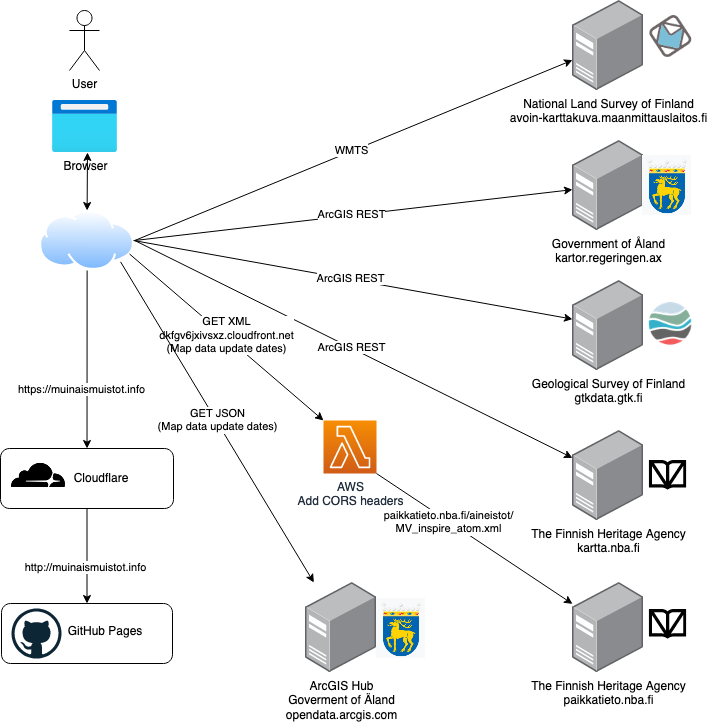 User
Browser
National Land Survey of Finland
avoin-karttakuva.maanmittauslaitos.fi
WMTS
ArcGIS REST
Government of Åland
kartor.regeringen.ax
ArcGIS REST
GET XML
dkfgv6jxivsxz.cloudfront.net
(Map data update dates)
ArcGIS REST
Geological Survey of Finland
gtkdata.gtk.fi
https://muinaismuistot.info
GET JSON
(Map data update dates)
Cloudflare
AWS
Add CORS headers
paikkatieto.nba.fi/aineistot/
MV_inspire_atom.xml
The Finnish Heritage Agency
kartta.nba.fi
http://muinaismuistot.info
GitHub Pages
ArcGIS Hub
Goverment of Åland
opendata.arcgis.com
The Finnish Heritage Agency
paikkatieto.nba.fi